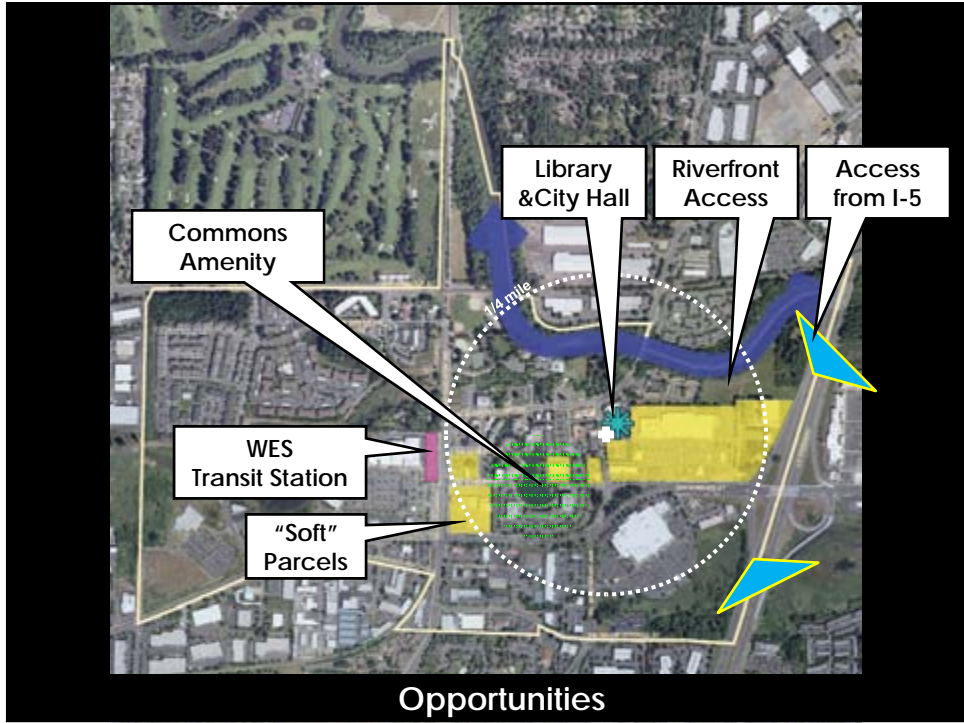 Library
&City Hall
Riverfront
Access
Access
from I-5
Commons
Amenity
1/4 mile
WES
Transit Station
“Soft”
Parcels
Opportunities